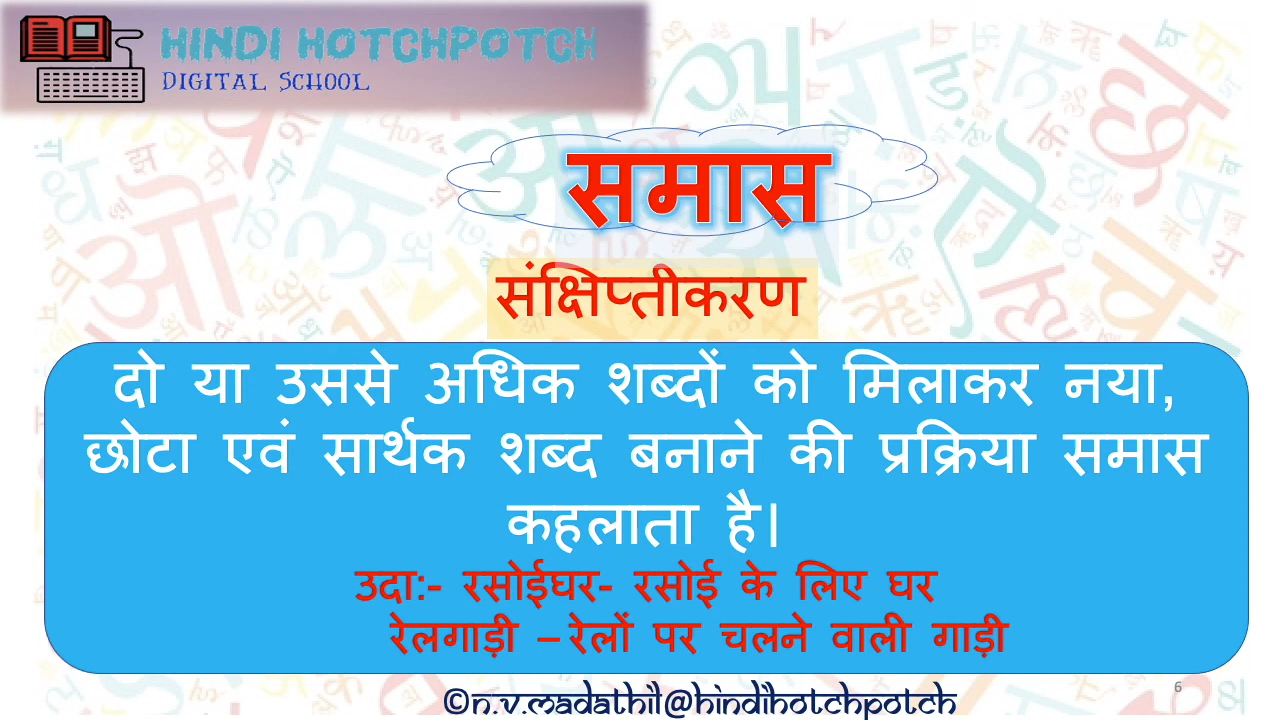 HINDI HOTCHPOTCH
DIGITAL SCHOOL
समास
संक्षिप्तीकरण
दो या उससे अधिक शब्दों को मिलाकर नया,
छोटा एवं सार्थक शब्द बनाने की प्रक्रिया समास
कहलाता है।
उदा:- रसोईघर- रसोई के लिए घर
रेलगाड़ी – रेलों पर चलने वाली गाड़ी
©n.v.madathil@hindihotchpotch
6